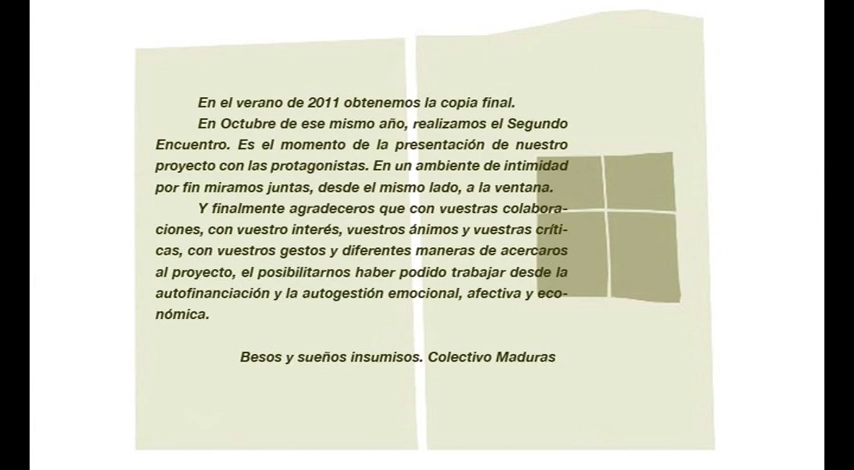 En el verano de 2011 obtenemos la copia final.
En Octubre de ese mismo año, realizamos el Segundo
Encuentro. Es el momento de la presentación de nuestro
proyecto con las protagonistas. En un ambiente de intimidad
por fin miramos juntas, desde el mismo lado, a la ventana.
Y finalmente agradeceros que con vuestras colabora-
ciones, con vuestro interés, vuestros ánimos y vuestras críti-
cas, con vuestros gestos y diferentes maneras de acercaros
al proyecto, el posibilitarnos haber podido trabajar desde la
autofinanciación y la autogestión emocional, afectiva y eco-
nómica.
Besos y sueños insumisos. Colectivo Maduras